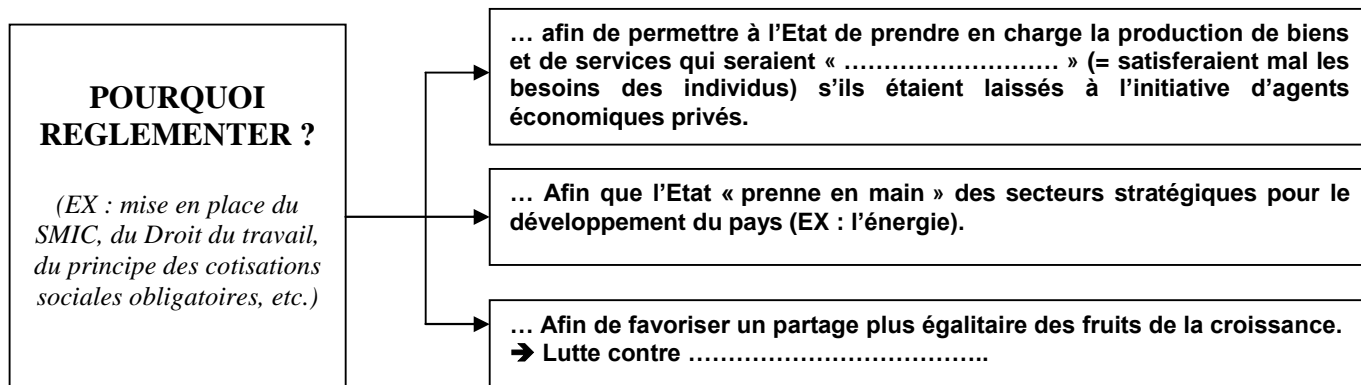 POURQUOI
REGLEMENTER ?
(EX : mise en place du
SMIC, du Droit du travail,
du principe des cotisations
sociales obligatoires, etc.)
… afin de permettre à l’Etat de prendre en charge la production de biens
et de services qui seraient « ……………………… » (= satisferaient mal les
besoins des individus) s’ils étaient laissés à l’initiative d’agents
économiques privés.
… Afin que l’Etat « prenne en main » des secteurs stratégiques pour le
développement du pays (EX : l’énergie).
… Afin de favoriser un partage plus égalitaire des fruits de la croissance.
➔ Lutte contre ………………………………..